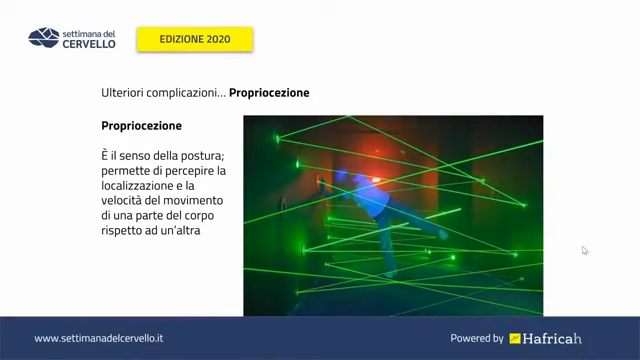 settimana del
CERVELLO
EDIZIONE 2020
Ulteriori complicazioni... Propriocezione
Propriocezione
È il senso della postura;
permette di percepire la
localizzazione e la
velocità del movimento
di una parte del corpo
rispetto ad un'altra
www.settimanadelcervello.it
Powered by Hafricah